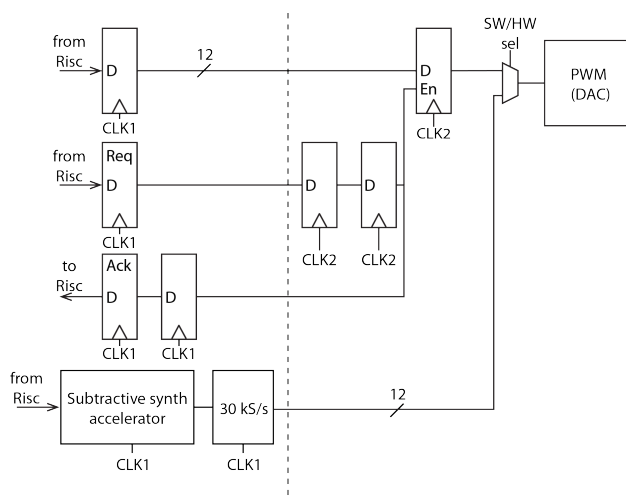 from
Risc
D
CLK1
12
D
En
CLK2
SW/HW
sel
PWM
(DAC)
from
Risc
Req
D
CLK1
D
CLK2
D
CLK2
to
Risc
Ack
D
CLK1
D
CLK1
from
Risc
Subtractive synth
accelerator
CLK1
30 kS/s
CLK1
12